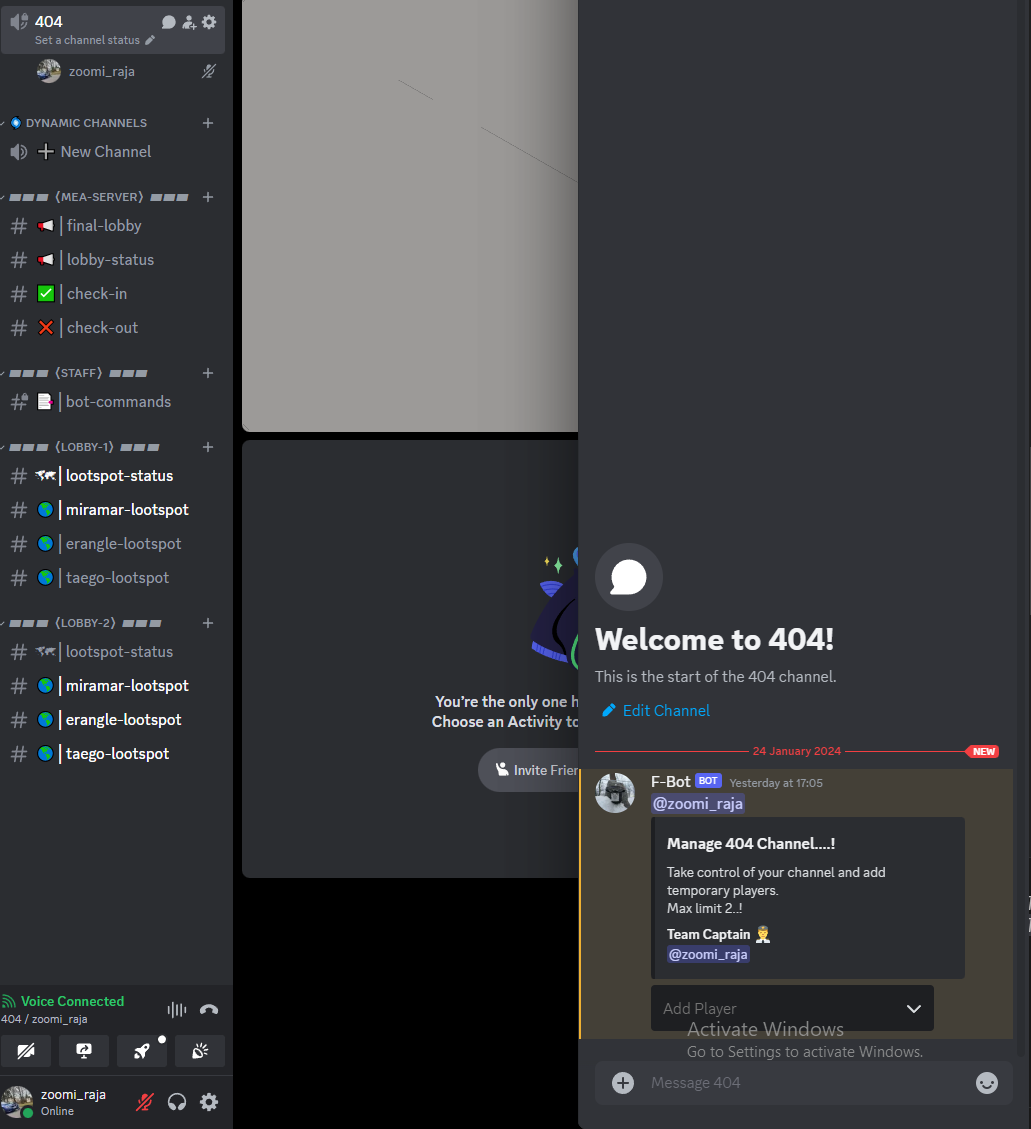 404
Set a channel status
zoomi_raja
DYNAMIC CHANNELS
New Channel
(MEA-SERVER)
final-lobby
lobby-status
check-in
check-out
(STAFF)
bot-commands
(LOBBY-1)
lootspot-status
miramar-lootspot
erangle-lootspot
taego-lootspot
(LOBBY-2)
lootspot-status
miramar-lootspot
erangle-lootspot
taego-lootspot
Voice Connected
404 / zoomi_raja
zoomi_raja
Online
You're the only one
Choose an Activity to
Invite
Welcome to 404!
This is the start of the 404 channel.
Edit Channel
24 January 2024 NEW
F-Bot BOT Yesterday at 17:05
@zoomi_raja
Manage 404 Channel....!
Take control of your channel and add
temporary players.
Max limit 2..!
Team Captain
@zoomi_raja
Add Player
Activate Windows
Go to Settings to activate Windows.
Message 404